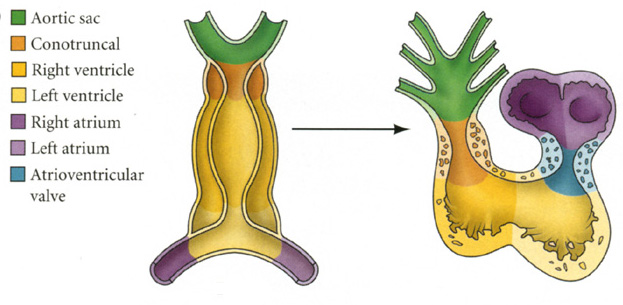 Aortic sac
Conotruncal
Right ventricle
Left ventricle
Right atrium
Left atrium
Atrioventricular
valve